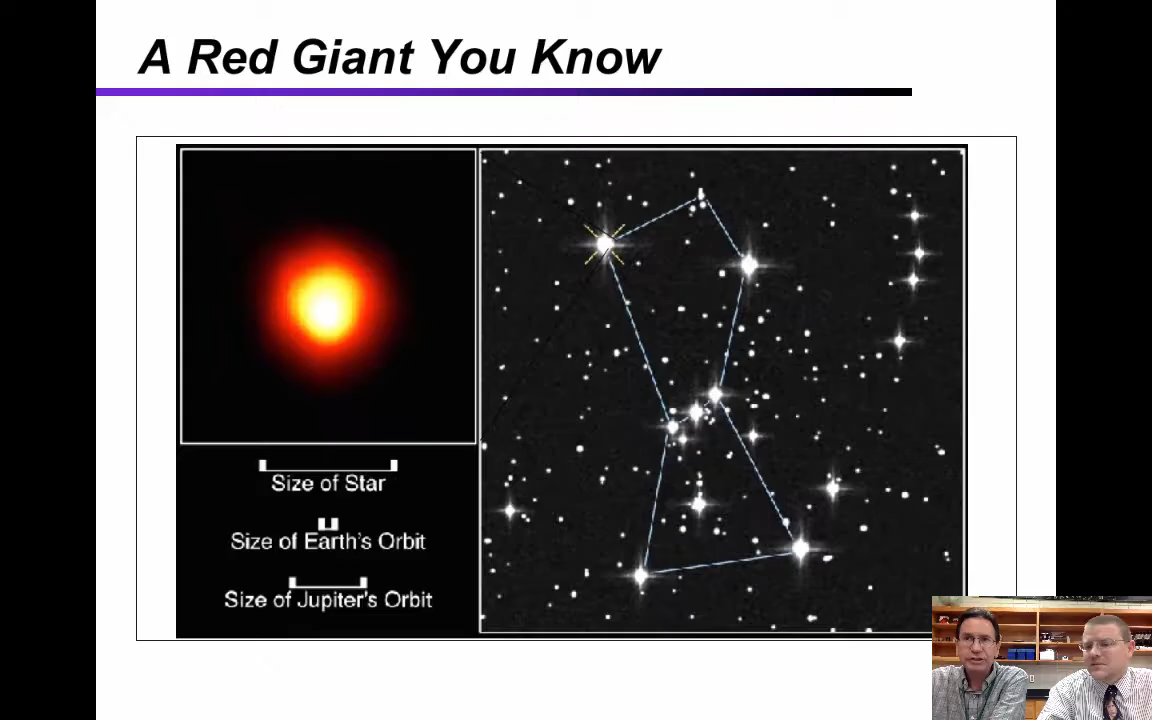 A Red Giant You Know
Size of Star
Size of Earth's Orbit
Size of Jupiter's Orbit